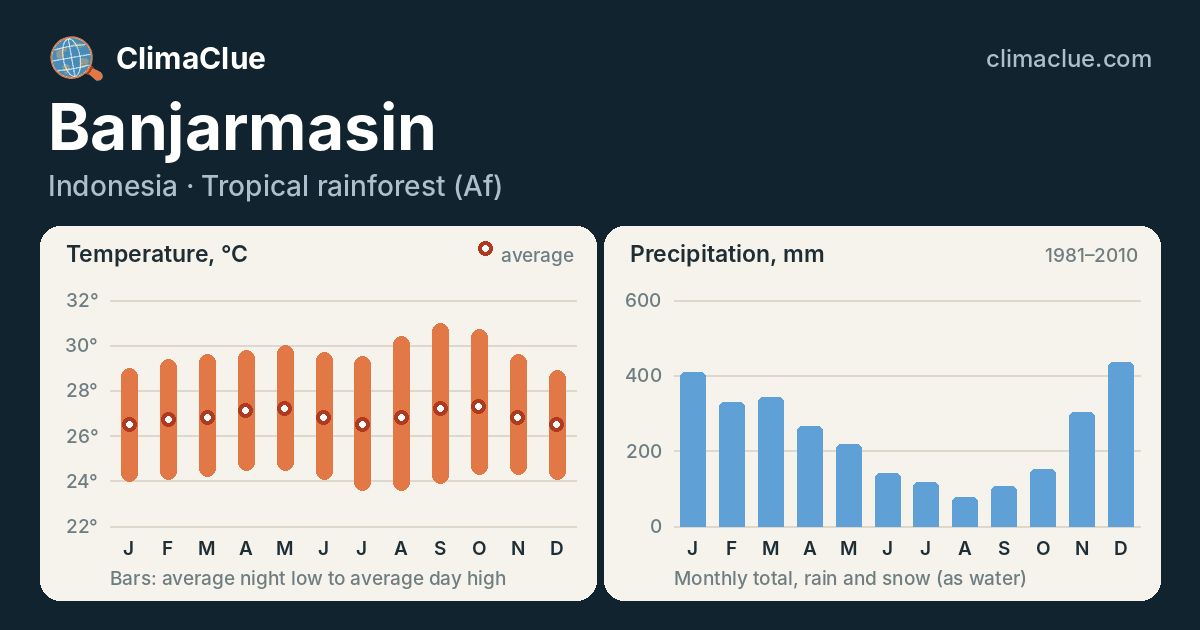 ClimaClue
climaclue.com
Banjarmasin
Indonesia · Tropical rainforest (Af)
Temperature, °C
average
32°
30°
28°
26°
24°
22°
J F M A M J J A S O N D
Bars: average night low to average day high
Precipitation, mm
1981–2010
600
400
200
0
J F M A M J J A S O N D
Monthly total, rain and snow (as water)